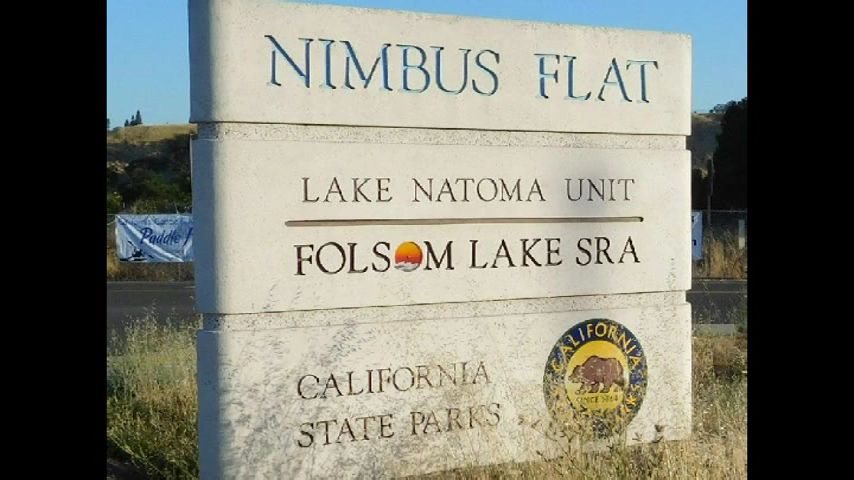 NIMBUS FLAT
LAKE NATOMA UNIT
FOLSOM LAKE SRA
CALIFORNIA
STATE PARKS
CALIFORNIA
SINCE 1864
Paddle